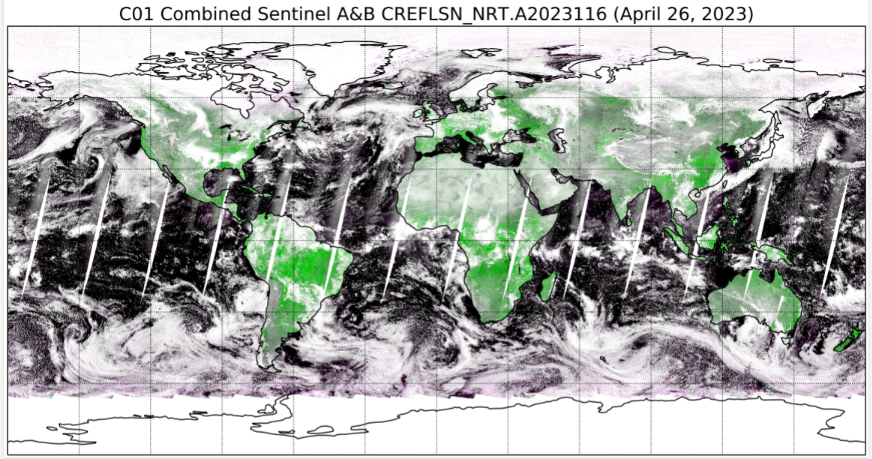 C01 Combined Sentinel A&B CREFLSN_NRT.A2023116 (April 26, 2023)